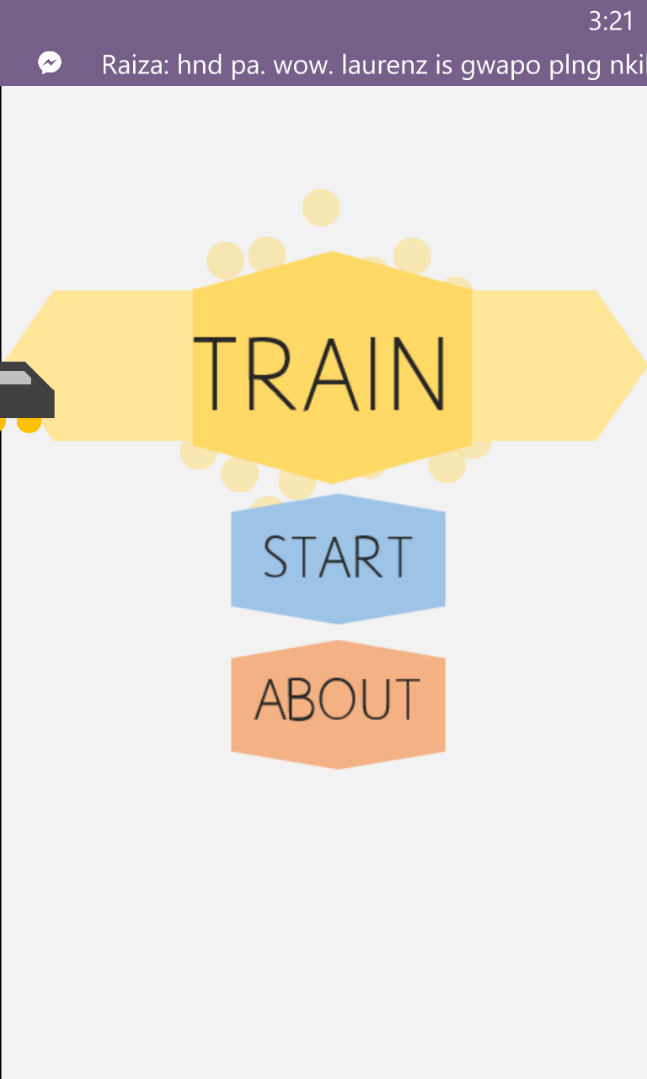 3:21
Raiza: hnd pa. wow. laurenz is gwapo plng
TRAIN
START
ABOUT